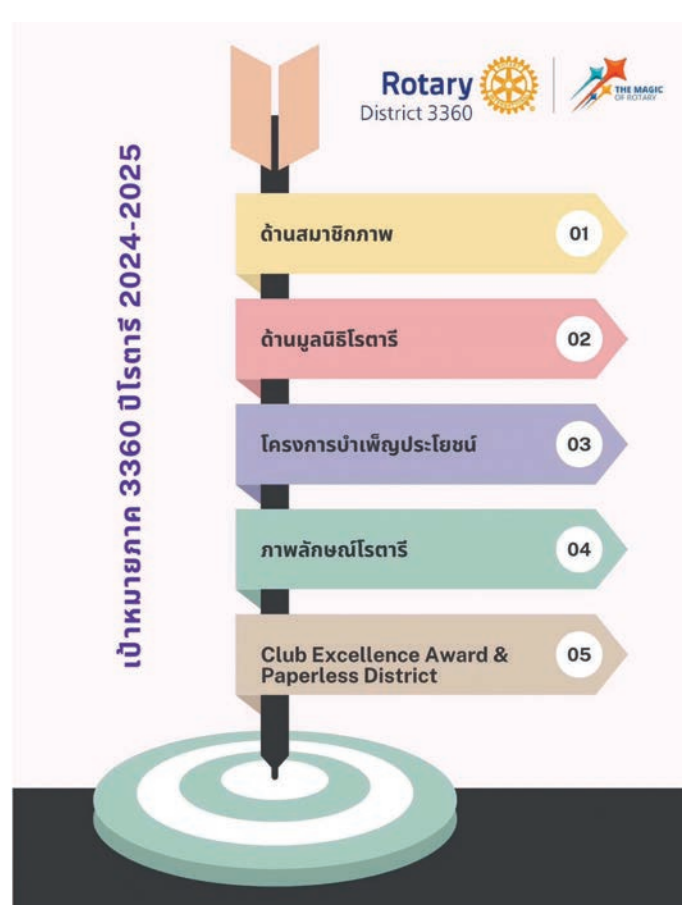 Rotary
District 3360
THE MAGIC
OF ROTARY
เป้าหมายภาค 3360 ปีโรตารี 2024-2025
ด้านสมาชิกภาพ
01
ด้านมูลนิธิโรตารี
02
โครงการบำเพ็ญประโยชน์
03
ภาพลักษณ์โรตารี
04
Club Excellence Award &
Paperless District
05